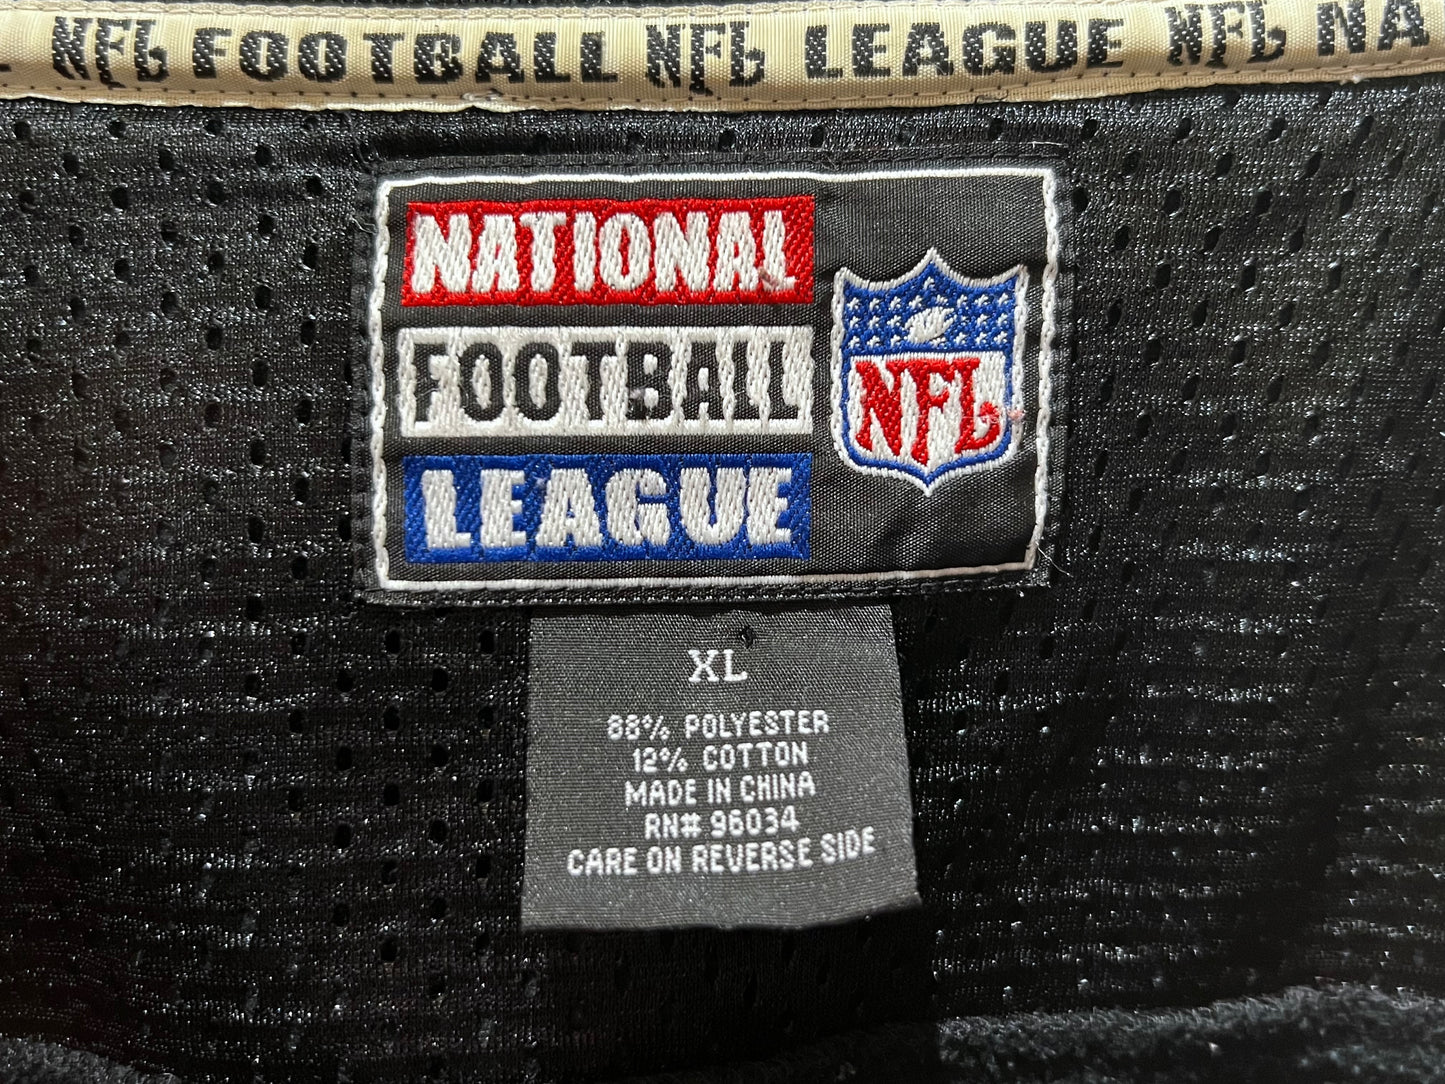 NFL FOOTBALL NFL LEAGUE NFL NA
NATIONAL
FOOTBALL
LEAGUE
NFL
XL
88% POLYESTER
12% COTTON
MADE IN CHINA
RN# 96034
CARE ON REVERSE SIDE